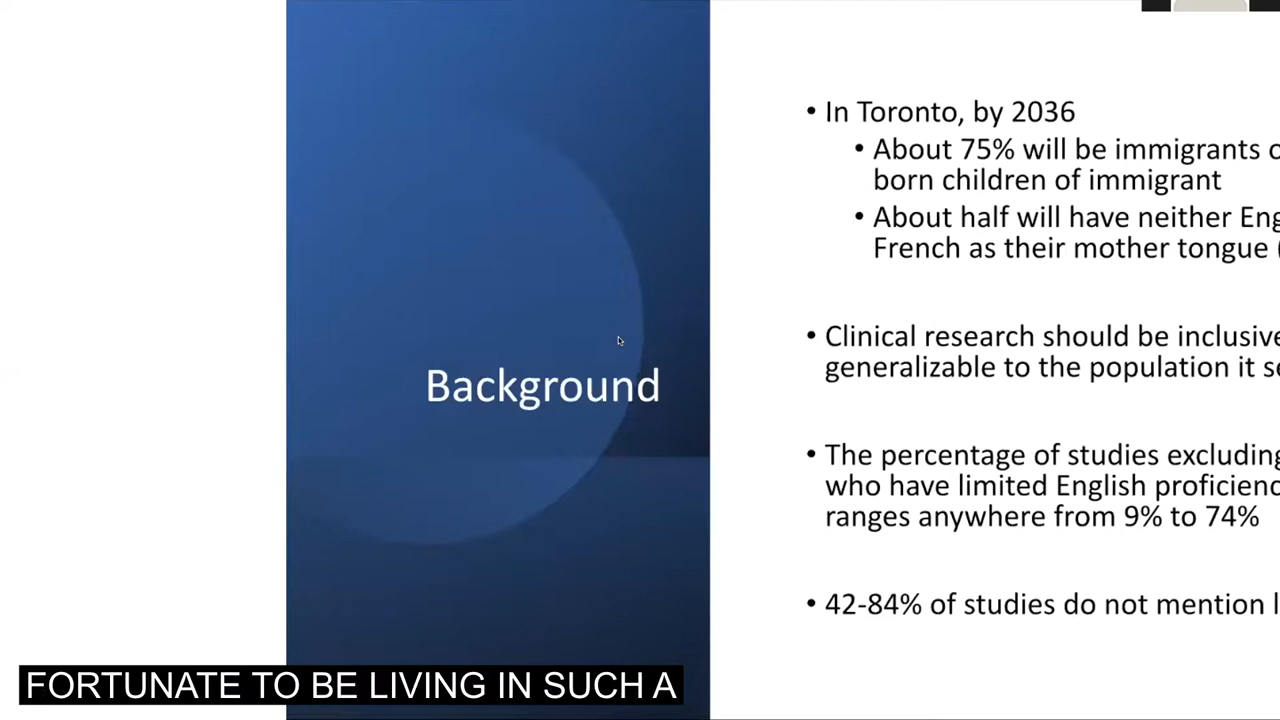 Background
• In Toronto, by 2036
• About 75% will be immigrants
born children of immigrant
• About half will have neither
French as their mother tongue
• Clinical research should be
generalizable to the population it
• The percentage of studies
who have limited English
ranges anywhere from 9% to 74%
• 42-84% of studies do not mention
FORTUNATE TO BE LIVING IN SUCH A